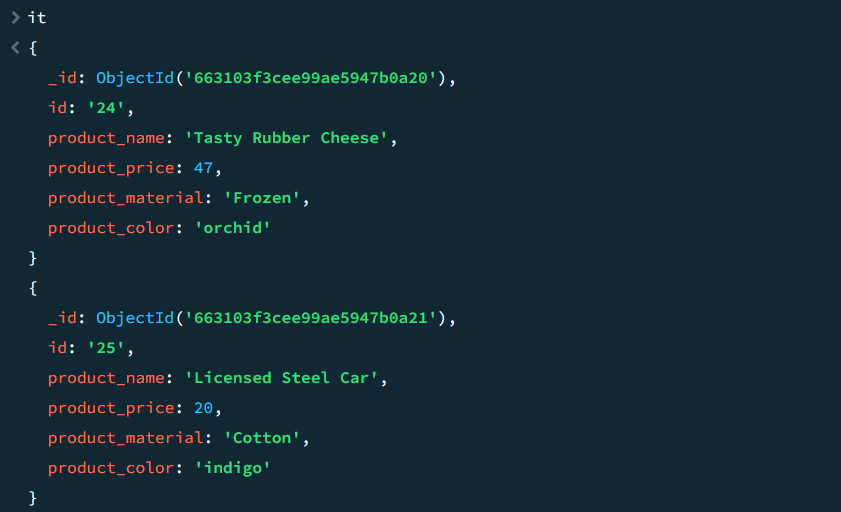 > it
< {
_id: ObjectId('663103f3cee99ae5947b0a20'),
id: '24',
product_name: 'Tasty Rubber Cheese',
product_price: 47,
product_material: 'Frozen',
product_color: 'orchid'
}
{
_id: ObjectId('663103f3cee99ae5947b0a21'),
id: '25',
product_name: 'Licensed Steel Car',
product_price: 20,
product_material: 'Cotton',
product_color: 'indigo'
}